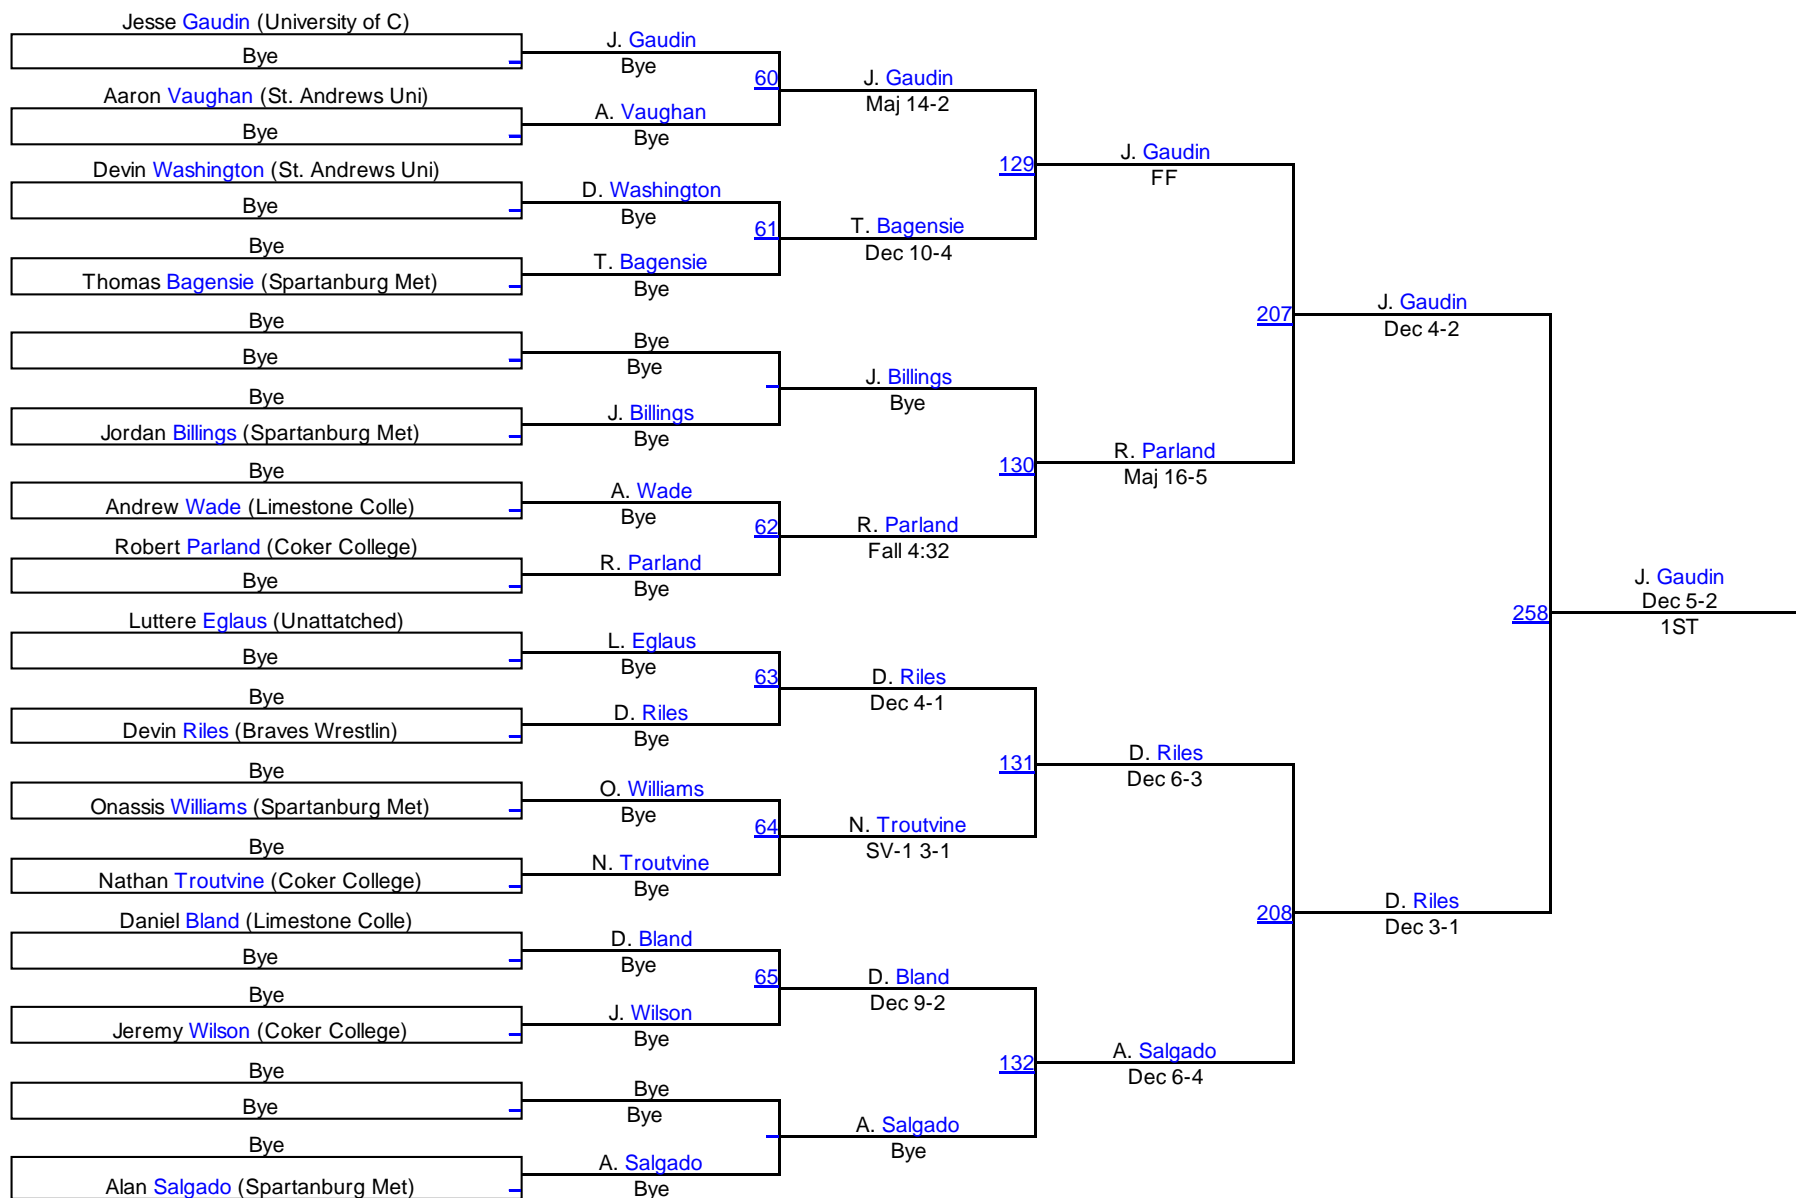 Jesse Gaudin (University of C)
Bye
Aaron Vaughan (St. Andrews Uni)
Bye
Devin Washington (St. Andrews Uni)
Bye
Bye
Thomas Bagensie (Spartanburg Met)
Bye
Bye
Bye
Jordan Billings (Spartanburg Met)
Bye
Andrew Wade (Limestone Colle)
Robert Parland (Coker College)
Bye
Luttere Eglaus (Unattatched)
Bye
Bye
Devin Riles (Braves Wrestlin)
Bye
Onassis Williams (Spartanburg Met)
Bye
Nathan Troutvine (Coker College)
Daniel Bland (Limestone Colle)
Bye
Bye
Jeremy Wilson (Coker College)
Bye
Bye
Bye
Alan Salgado (Spartanburg Met)
J. Gaudin
Bye
60
A. Vaughan
Bye
D. Washington
Bye
61
T. Bagensie
Bye
Bye
Bye
J. Billings
Bye
A. Wade
Bye
62
R. Parland
Bye
L. Eglaus
Bye
63
D. Riles
Bye
O. Williams
Bye
64
N. Troutvine
Bye
D. Bland
Bye
65
J. Wilson
Bye
Bye
Bye
A. Salgado
Bye
J. Gaudin
Maj 14-2
129
T. Bagensie
Dec 10-4
J. Billings
Bye
130
R. Parland
Fall 4:32
D. Riles
Dec 4-1
131
N. Troutvine
SV-1 3-1
D. Bland
Dec 9-2
132
A. Salgado
Bye
J. Gaudin
FF
207
R. Parland
Maj 16-5
D. Riles
Dec 6-3
208
A. Salgado
Dec 6-4
J. Gaudin
Dec 4-2
258
D. Riles
Dec 3-1
J. Gaudin
Dec 5-2
1ST